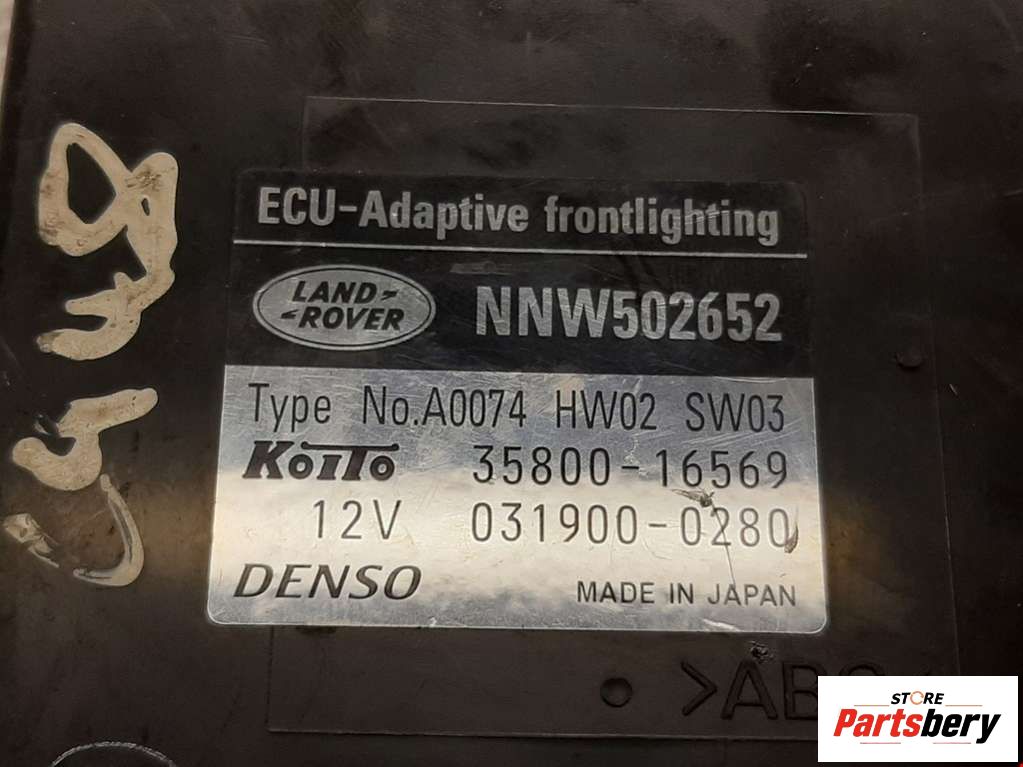 ECU-Adaptive frontlighting
LAND-
-ROVER
NNW502652
Type No.A0074 HW02 SW03
KOITO 35800-16569
12V 031900-0280
DENSO MADE IN JAPAN
STORE
Partsbery